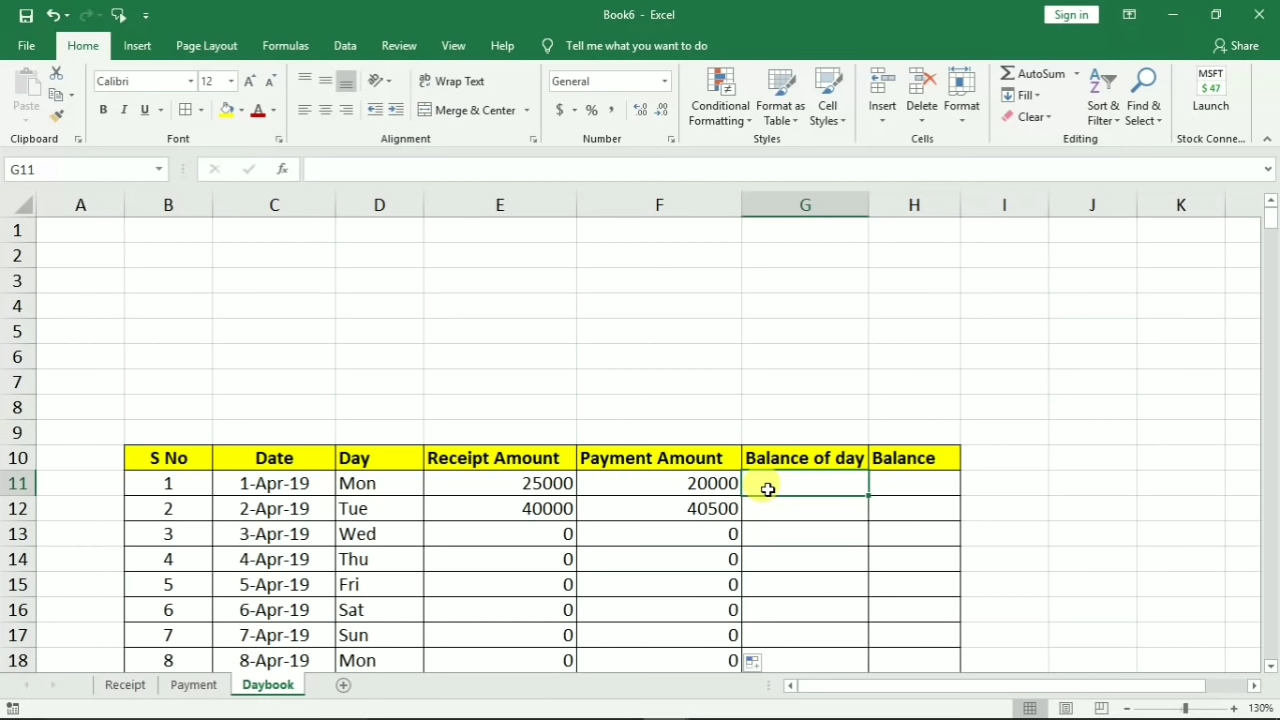 Book6 - Excel
Sign in
File Home Insert Page Layout Formulas Data Review View Help Tell me what you want to do Share
Paste
Clipboard
Calibri 12
B I U
Font
Wrap Text
Merge & Center
Alignment
General
$ % ,
Number
Conditional Formatting
Format as Table
Cell Styles
Styles
Insert Delete Format
Cells
AutoSum
Fill
Clear
Sort & Filter
Find & Select
Editing
MSFT
$ 47
Launch
Stock Conne...
G11 fx
A B C D E F G H I J K
1
2
3
4
5
6
7
8
9
10 S No Date Day Receipt Amount Payment Amount Balance of day Balance
11 1 1-Apr-19 Mon 25000 20000
12 2 2-Apr-19 Tue 40000 40500
13 3 3-Apr-19 Wed 0 0
14 4 4-Apr-19 Thu 0 0
15 5 5-Apr-19 Fri 0 0
16 6 6-Apr-19 Sat 0 0
17 7 7-Apr-19 Sun 0 0
18 8 8-Apr-19 Mon 0 0
Receipt Payment Daybook
130%